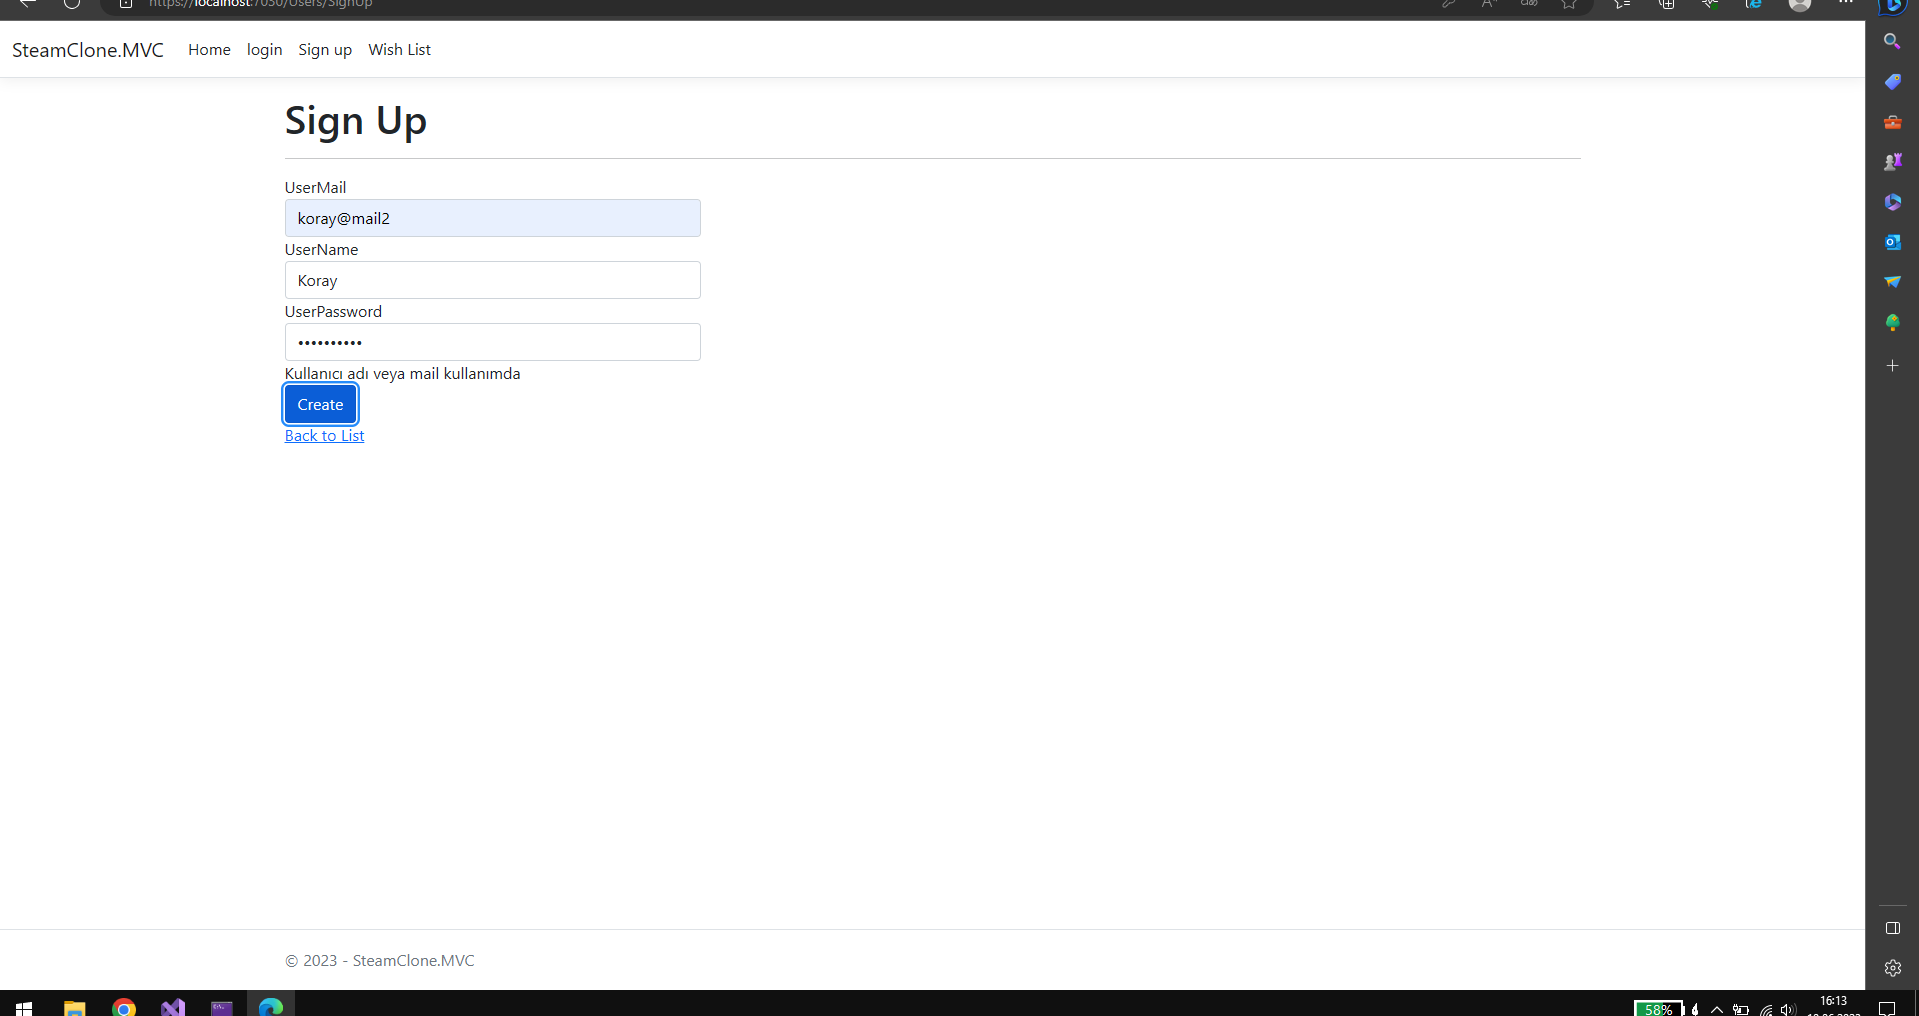 https://localhost:7030/Users/SignUp
SteamClone.MVC Home login Sign up Wish List
Sign Up
UserMail
koray@mail2
UserName
Koray
UserPassword
••••••••••
Kullanıcı adı veya mail kullanımda
Create
Back to List
© 2023 - SteamClone.MVC
58%
16:13